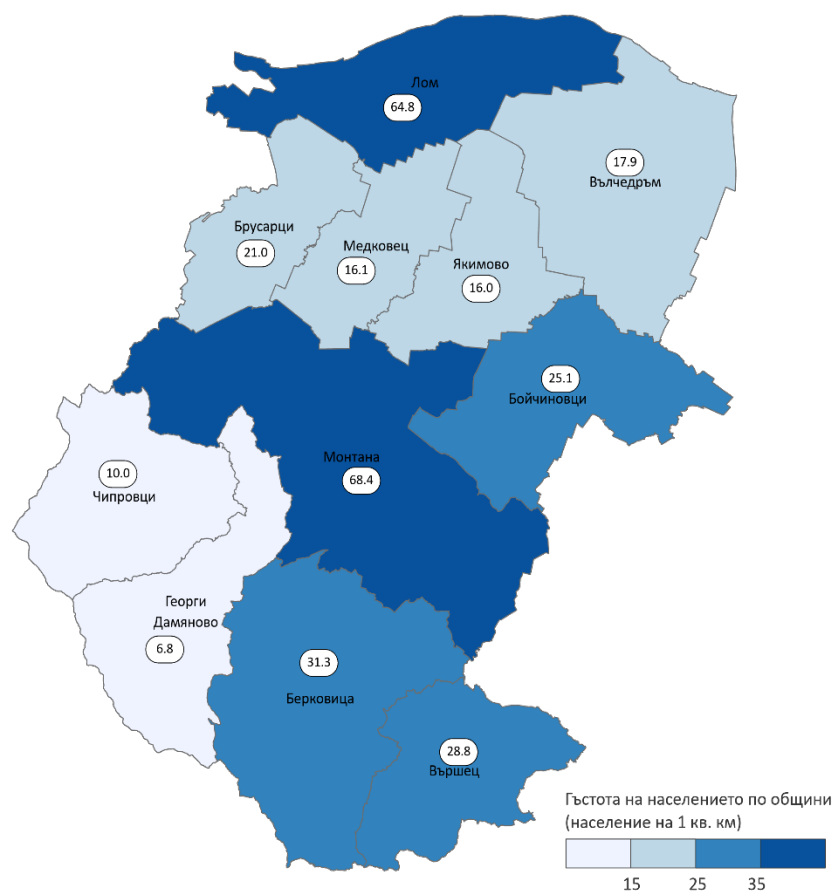 Лом
64.8
17.9
Вълчедръм
Брусарци
21.0
Медковец
16.1
Якимово
16.0
25.1
Бойчиновци
Монтана
68.4
10.0
Чипровци
Георги
Дамяново
6.8
31.3
Берковица
28.8
Вършец
Гъстота на населението по общини
(население на 1 кв. км)
15 25 35